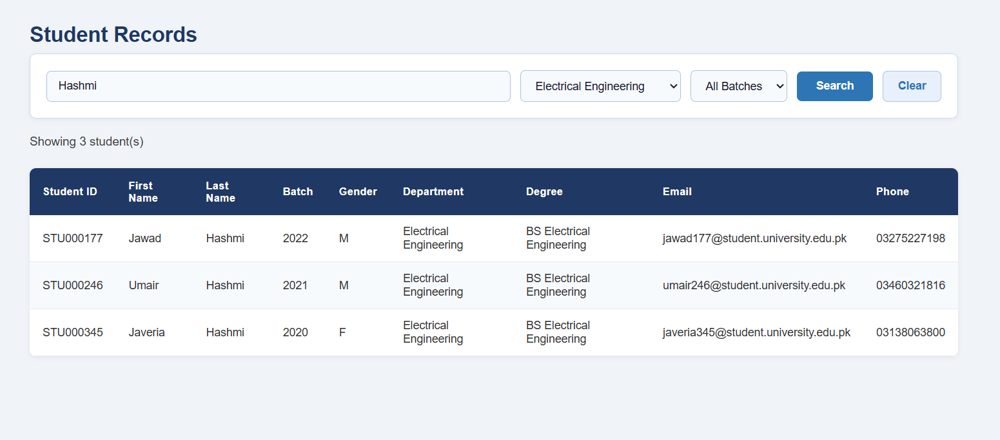 Student Records
Hashmi Electrical Engineering All Batches Search Clear
Showing 3 student(s)
Student ID First Name Last Name Batch Gender Department Degree Email Phone
STU000177 Jawad Hashmi 2022 M Electrical Engineering BS Electrical Engineering jawad177@student.university.edu.pk 03275227198
STU000246 Umair Hashmi 2021 M Electrical Engineering BS Electrical Engineering umair246@student.university.edu.pk 03460321816
STU000345 Javeria Hashmi 2020 F Electrical Engineering BS Electrical Engineering javeria345@student.university.edu.pk 03138063800